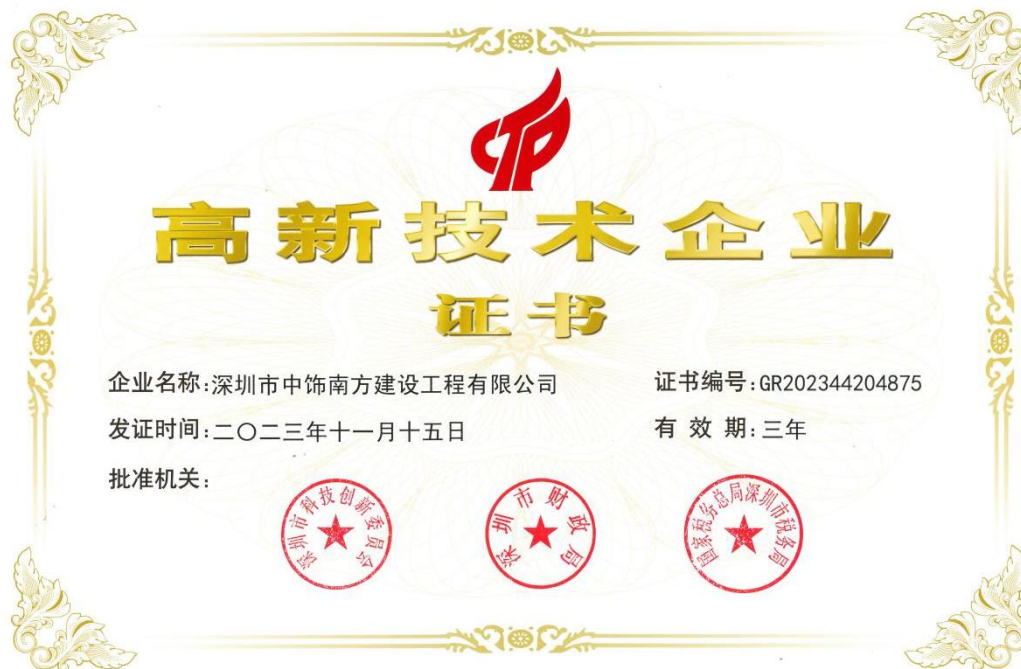 高新技术企业
证书
企业名称:深圳市中饰南方建设工程有限公司
证书编号:GR202344204875
发证时间:二〇二三年十一月十五日
有效期:三年
批准机关:
深圳市科技创新委员会
深圳市财政局
国家税务总局深圳市税务局